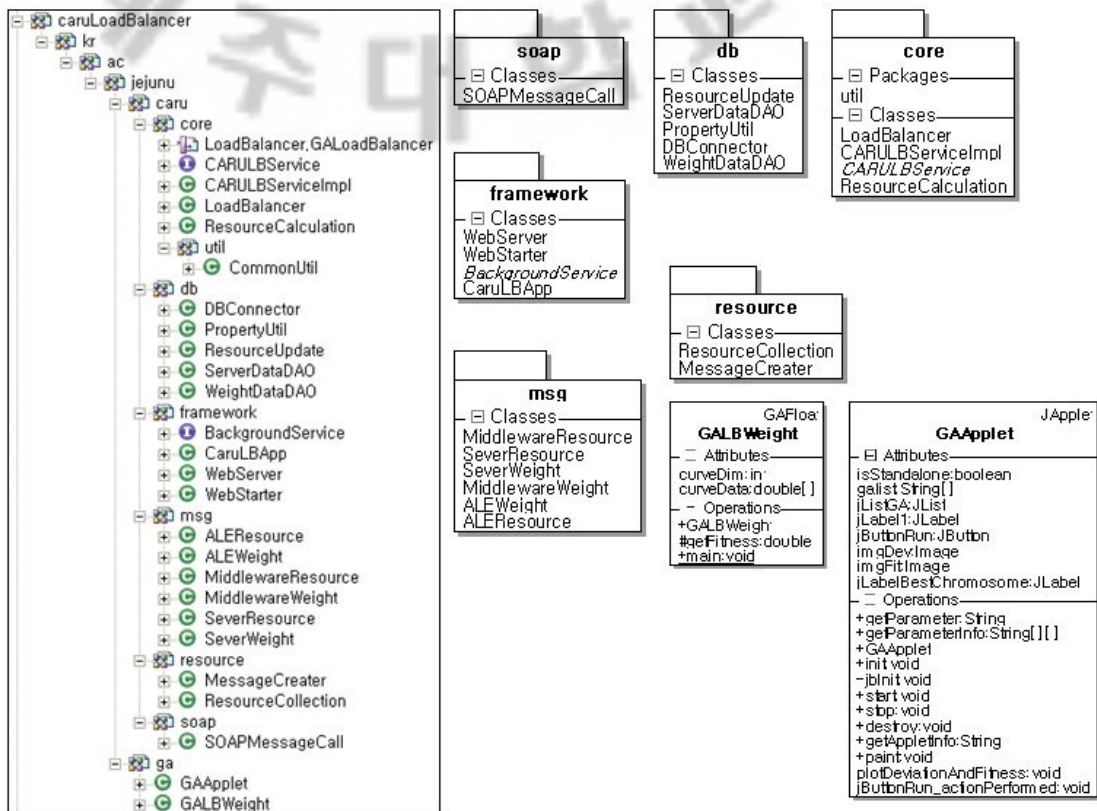 주대학
caruLoadBalancer
kr
ac
jejunu
caru
core
LoadBalancer, GALoadBalancer
CARULBService
CARULBServiceImpl
LoadBalancer
ResourceCalculation
util
CommonUtil
db
DBConnector
PropertyUtil
ResourceUpdate
ServerDataDAO
WeightDataDAO
framework
BackgroundService
CaruLBApp
WebServer
WebStarter
msg
ALEResource
ALEWeight
MiddlewareResource
MiddlewareWeight
SeverResource
SeverWeight
resource
MessageCreater
ResourceCollection
soap
SOAPMessageCall
ga
GAApplet
GALBWeight
soap
Classes
SOAPMessageCall
db
Classes
ResourceUpdate
ServerDataDAO
PropertyUtil
DBConnector
WeightDataDAO
core
Packages
util
Classes
LoadBalancer
CARULBServiceImpl
CARULBService
ResourceCalculation
framework
Classes
WebServer
WebStarter
BackgroundService
CaruLBApp
resource
Classes
ResourceCollection
MessageCreater
msg
Classes
MiddlewareResource
SeverResource
SeverWeight
MiddlewareWeight
ALEWeight
ALEResource
GAFloat
GALBWeight
Attributes
curveDim:int
curveData:double[]
Operations
+GALBWeight
#getFitness:double
+main:void
JApplet
GAApplet
Attributes
isStandalone:boolean
galist:String[]
jListGA:JList
jLabel1:JLabel
jButtonRun:JButton
imgDev:Image
imgFit:Image
jLabelBestChromosome:JLabel
Operations
+getParameter:String
+getParameterInfo:String[][]
+GAApplet
+init:void
-jbInit:void
+start:void
+stop:void
+destroy:void
+getAppletInfo:String
+paint:void
plotDeviationAndFitness:void
jButtonRun_actionPerformed:void